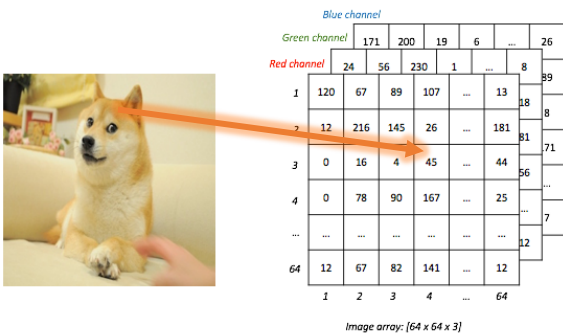 Blue channel
Green channel 171 200 19 6 ... 26
Red channel 24 56 230 1 ... 8 89
1 120 67 89 107 ... 13 18 8
2 12 216 145 26 ... 181 81 71
3 0 16 4 45 ... 44 56 ...
4 0 78 90 167 ... 25 ... 7
... ... ... ... ... ... ... 12
64 12 67 82 141 ... 12
1 2 3 4 ... 64
Image array: [64 x 64 x 3]